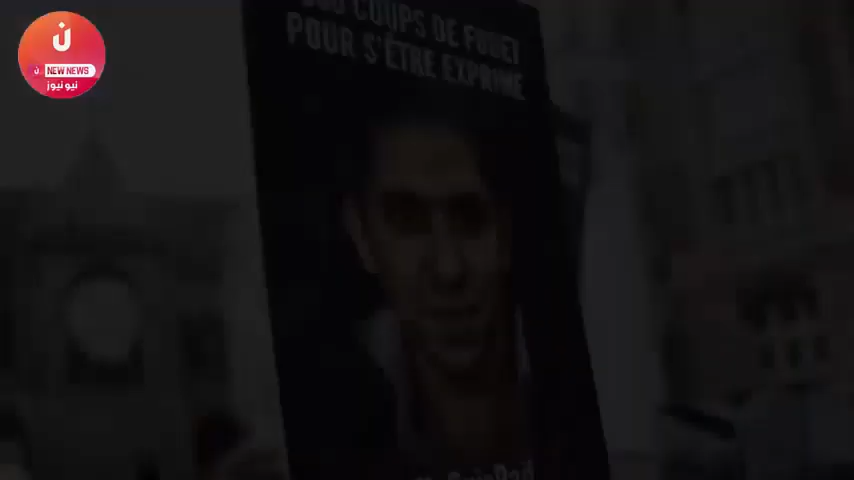 ن
NEW NEWS
نيو نيوز
COUPS DE FOUET
POUR S'ÊTRE EXPRIMÉ